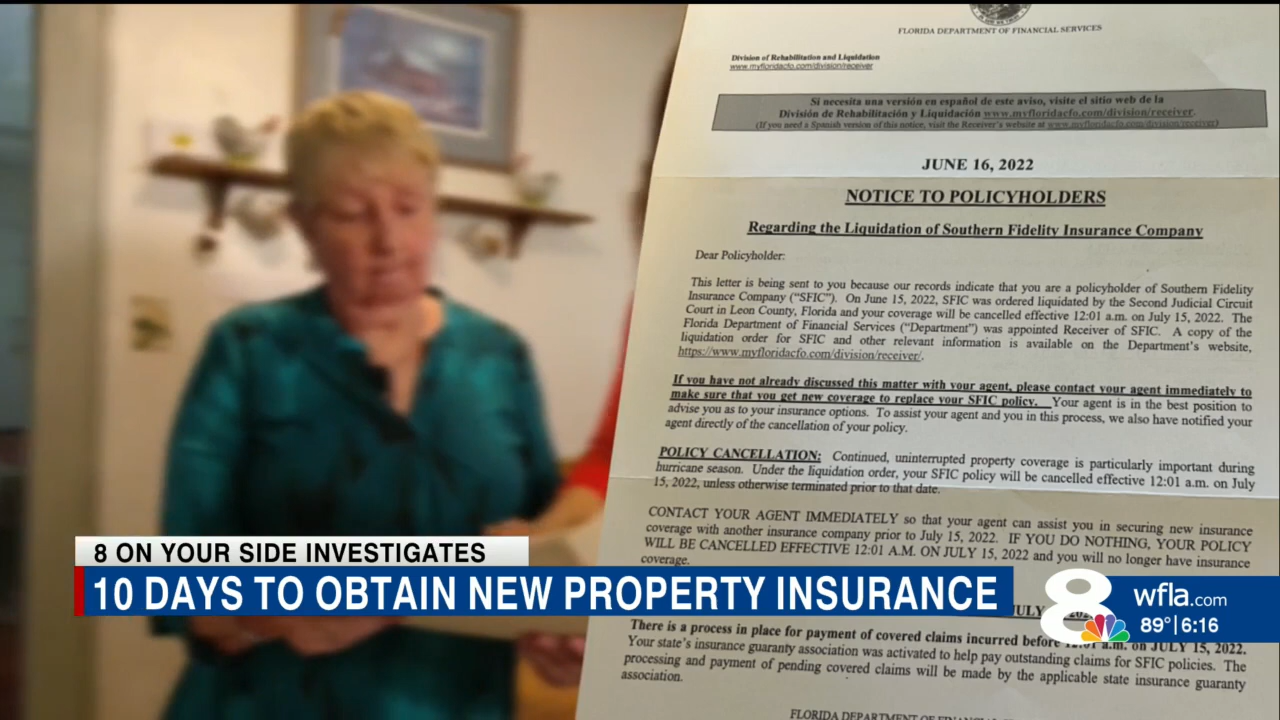 FLORIDA DEPARTMENT OF FINANCIAL SERVICES
Division of Rehabilitation and Liquidation
www.myfloridacfo.com/division/receiver
Si necesita una versión en español de este aviso, visite el sitio web de la
División de Rehabilitación y Liquidación www.myfloridacfo.com/division/receiver.
(If you need a Spanish version of this notice, visit the Receiver's website at www.myfloridacfo.com/division/receiver)
JUNE 16, 2022
NOTICE TO POLICYHOLDERS
Regarding the Liquidation of Southern Fidelity Insurance Company
Dear Policyholder:
This letter is being sent to you because our records indicate that you are a policyholder of Southern Fidelity
Insurance Company ("SFIC"). On June 15, 2022, SFIC was ordered liquidated by the Second Judicial Circuit
Court in Leon County, Florida and your coverage will be cancelled effective 12:01 a.m. on July 15, 2022. The
Florida Department of Financial Services ("Department") was appointed Receiver of SFIC. A copy of the
liquidation order for SFIC and other relevant information is available on the Department's website,
https://www.myfloridacfo.com/division/receiver/.
If you have not already discussed this matter with your agent, please contact your agent immediately to
make sure that you get new coverage to replace your SFIC policy. Your agent is in the best position to
advise you as to your insurance options. To assist your agent and you in this process, we also have notified your
agent directly of the cancellation of your policy.
POLICY CANCELLATION: Continued, uninterrupted property coverage is particularly important during
hurricane season. Under the liquidation order, your SFIC policy will be cancelled effective 12:01 a.m. on July
15, 2022, unless otherwise terminated prior to that date.
CONTACT YOUR AGENT IMMEDIATELY so that your agent can assist you in securing new insurance
coverage with another insurance company prior to July 15, 2022. IF YOU DO NOTHING, YOUR POLICY
WILL BE CANCELLED EFFECTIVE 12:01 A.M. ON JULY 15, 2022 and you will no longer have insurance
coverage.
8 ON YOUR SIDE INVESTIGATES
10 DAYS TO OBTAIN NEW PROPERTY INSURANCE
8 wfla.com
89° | 6:16
JULY
There is a process in place for payment of covered claims incurred before a.m. on JULY 15, 2022.
Your state's insurance guaranty association was activated to help pay outstanding claims for SFIC policies. The
processing and payment of pending covered claims will be made by the applicable state insurance guaranty
association.
FLORIDA DEPARTMENT OF